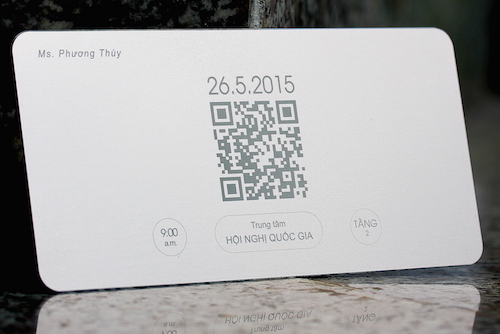 Ms. Phương Thúy
26.5.2015
9:00
a.m.
Trung tâm
HỘI NGHỊ QUỐC GIA
TẦNG
2